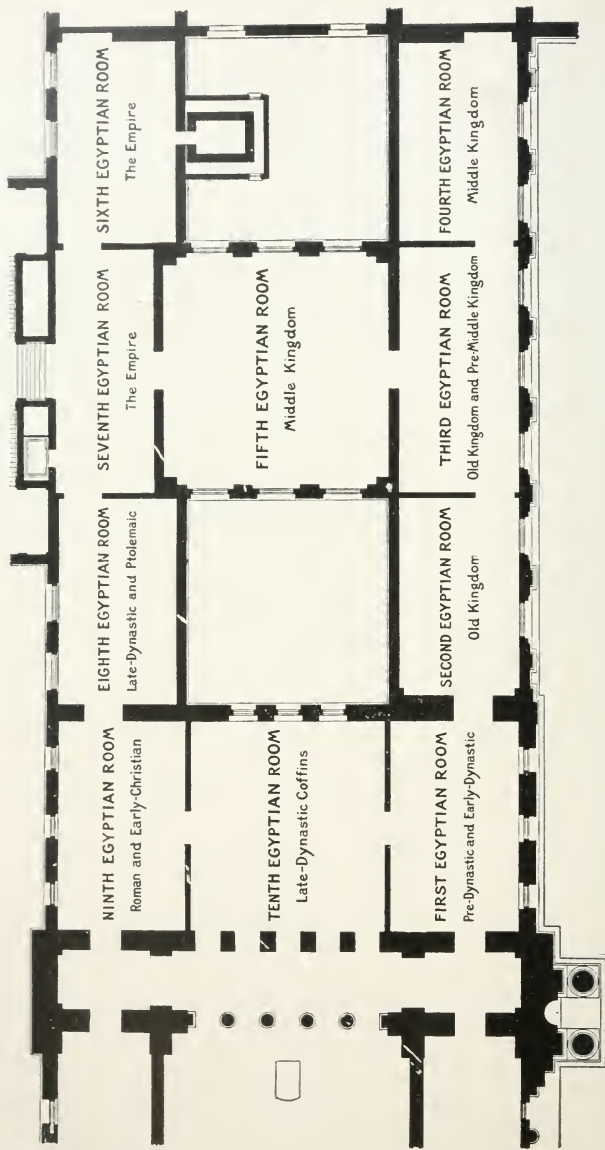 FIRST EGYPTIAN ROOM
Pre-Dynastic and Early-Dynastic
SECOND EGYPTIAN ROOM
Old Kingdom
THIRD EGYPTIAN ROOM
Old Kingdom and Pre-Middle Kingdom
FOURTH EGYPTIAN ROOM
Middle Kingdom
FIFTH EGYPTIAN ROOM
Middle Kingdom
SIXTH EGYPTIAN ROOM
The Empire
SEVENTH EGYPTIAN ROOM
The Empire
EIGHTH EGYPTIAN ROOM
Late-Dynastic and Ptolemaic
NINTH EGYPTIAN ROOM
Roman and Early-Christian
TENTH EGYPTIAN ROOM
Late-Dynastic Coffins